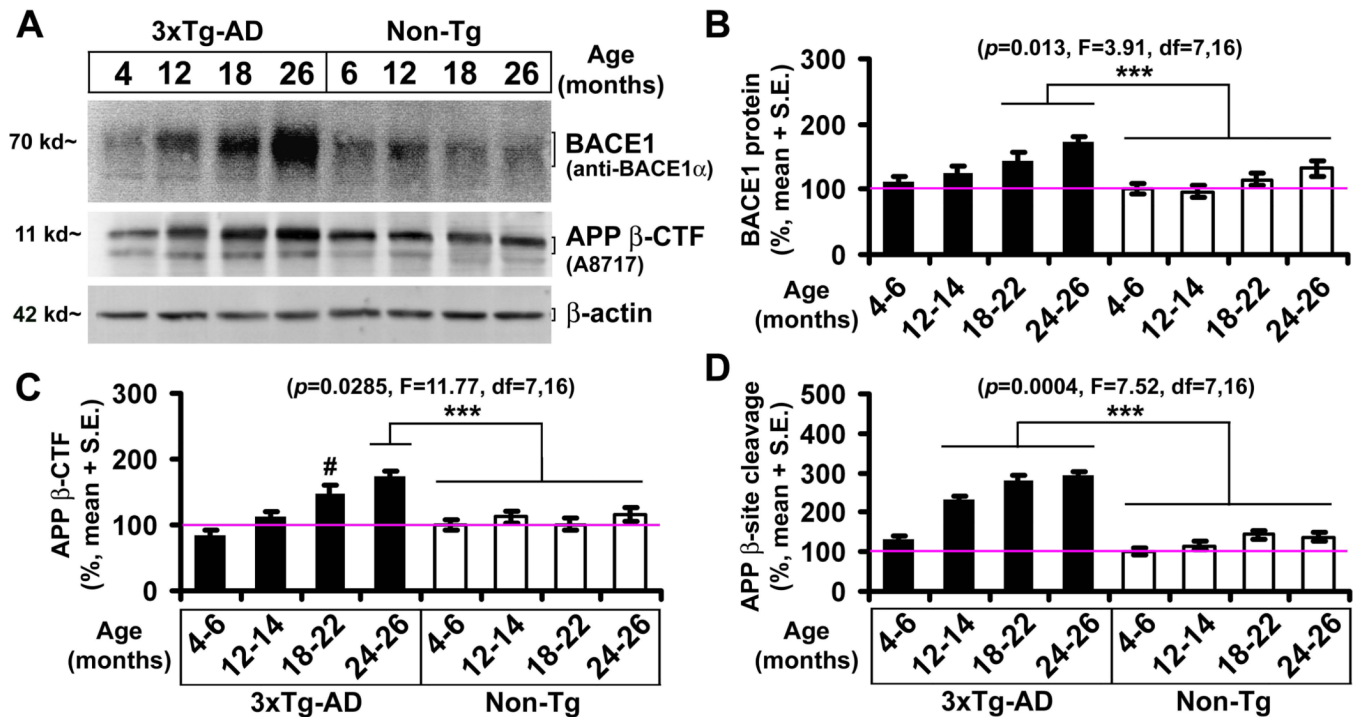 A
3xTg-AD Non-Tg
4 12 18 26 6 12 18 26 Age
(months)
70 kd~ BACE1
(anti-BACE1α)
11 kd~ APP β-CTF
(A8717)
42 kd~ β-actin
B
(p=0.013, F=3.91, df=7,16)
***
BACE1 protein
(%, mean + S.E.)
300
200
100
0
Age
(months)
4-6 12-14 18-22 24-26 4-6 12-14 18-22 24-26
C
(p=0.0285, F=11.77, df=7,16)
***
#
APP β-CTF
(%, mean + S.E.)
300
200
100
0
Age
(months)
4-6 12-14 18-22 24-26 4-6 12-14 18-22 24-26
3xTg-AD Non-Tg
D
(p=0.0004, F=7.52, df=7,16)
***
APP β-site cleavage
(%, mean + S.E.)
500
400
300
200
100
0
Age
(months)
4-6 12-14 18-22 24-26 4-6 12-14 18-22 24-26
3xTg-AD Non-Tg